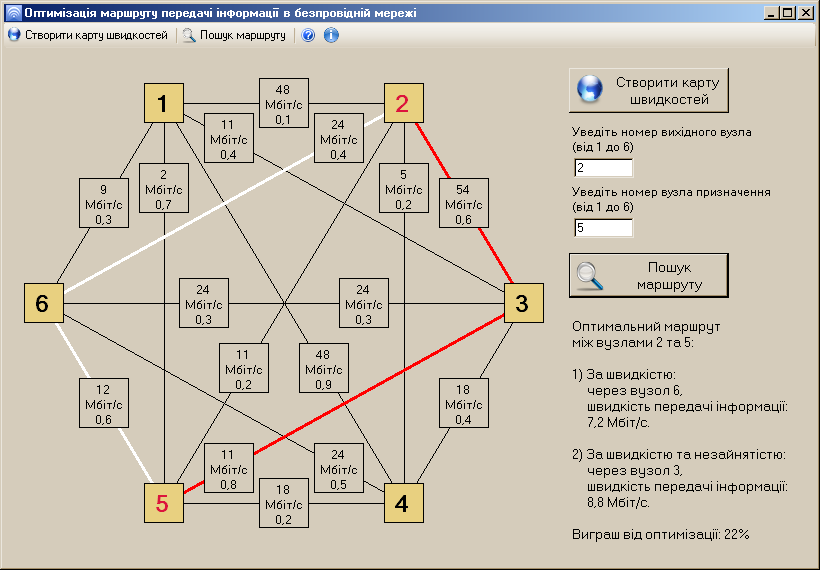 Оптимізація маршруту передачі інформації в безпровідній мережі
Створити карту швидкостей
Пошук маршруту
1
48
Мбіт/с
0,1
2
11
Мбіт/с
0,4
24
Мбіт/с
0,4
9
Мбіт/с
0,3
2
Мбіт/с
0,7
5
Мбіт/с
0,2
54
Мбіт/с
0,6
6
24
Мбіт/с
0,3
24
Мбіт/с
0,3
3
11
Мбіт/с
0,2
48
Мбіт/с
0,9
12
Мбіт/с
0,6
18
Мбіт/с
0,4
11
Мбіт/с
0,8
24
Мбіт/с
0,5
5
18
Мбіт/с
0,2
4
Створити карту
швидкостей
Уведіть номер вихідного вузла
(від 1 до 6)
2
Уведіть номер вузла призначення
(від 1 до 6)
5
Пошук
маршруту
Оптимальний маршрут
між вузлами 2 та 5:
1) За швидкістю:
через вузол 6,
швидкість передачі інформації:
7,2 Мбіт/с.
2) За швидкістю та незайнятістю:
через вузол 3,
швидкість передачі інформації:
8,8 Мбіт/с.
Виграш від оптимізації: 22%